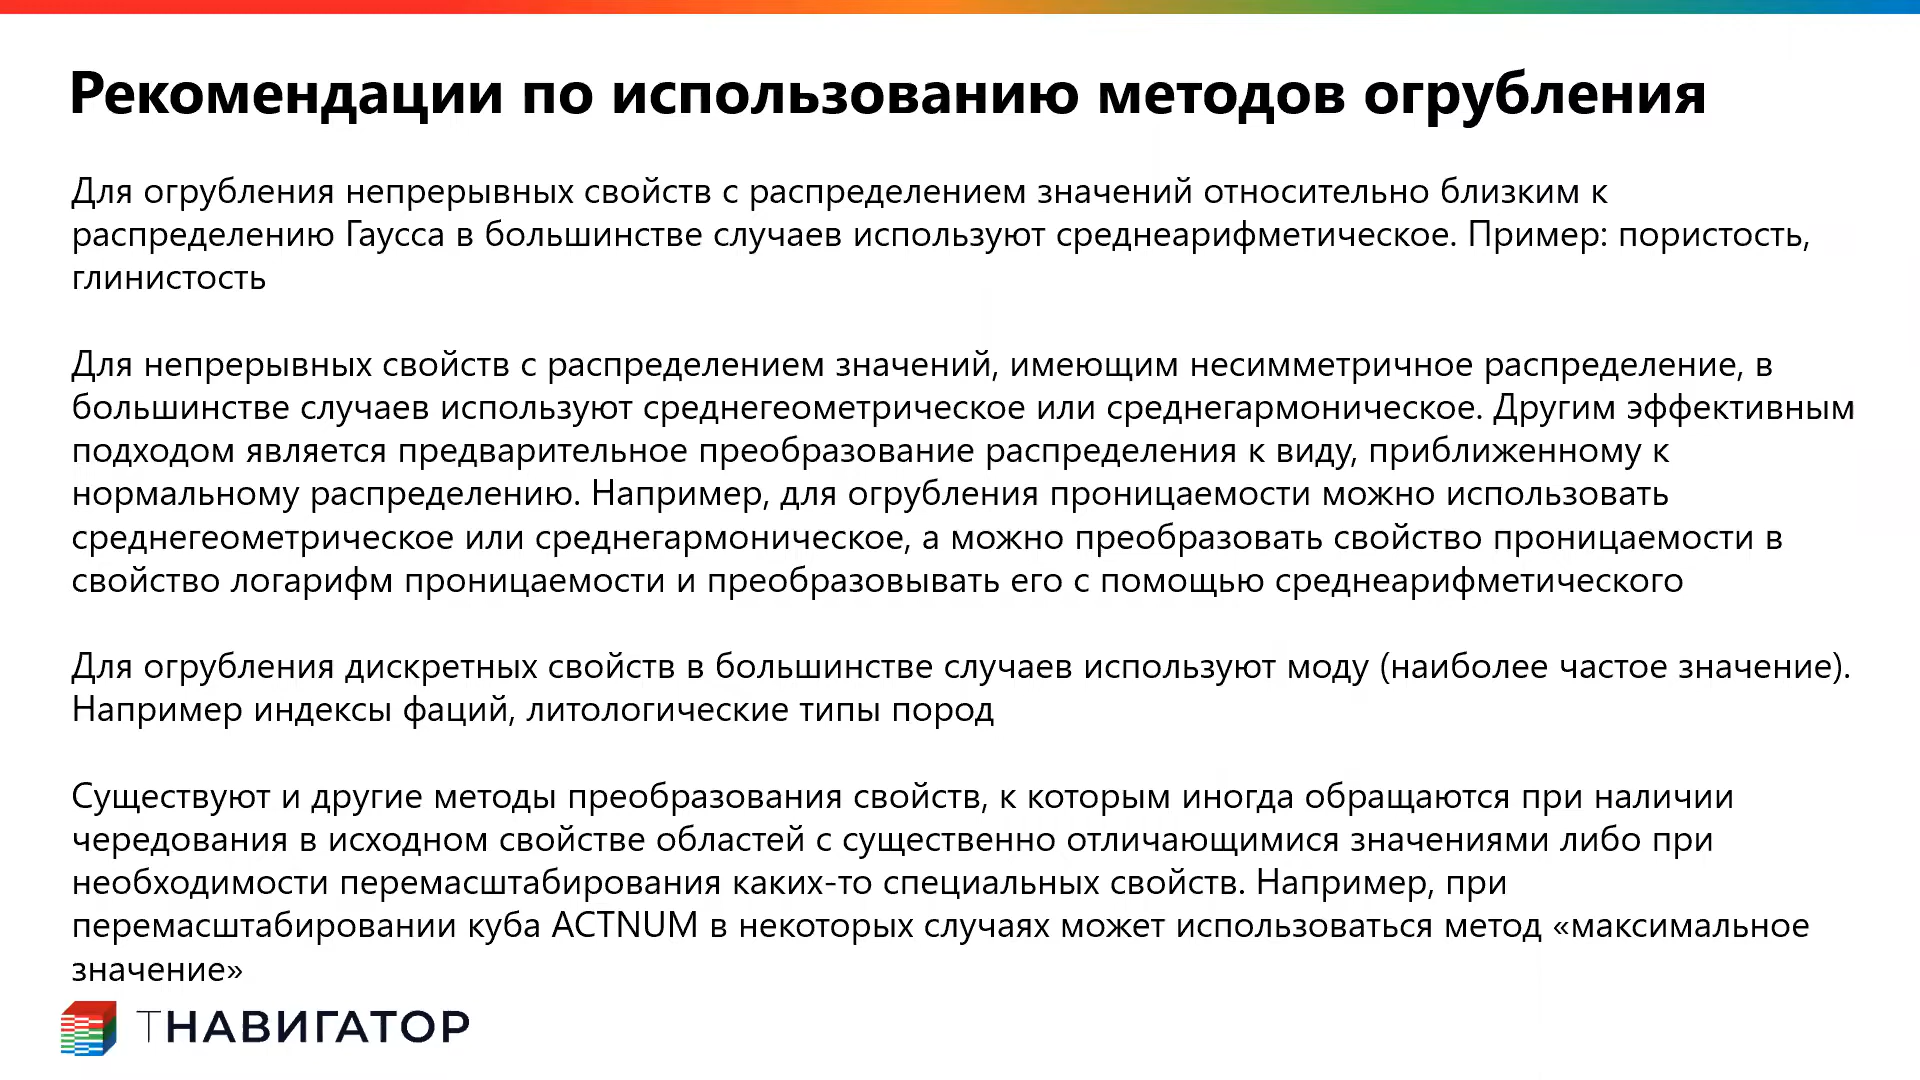 Рекомендации по использованию методов огрубления
Для огрубления непрерывных свойств с распределением значений относительно близким к
распределению Гаусса в большинстве случаев используют среднеарифметическое. Пример: пористость,
глинистость
Для непрерывных свойств с распределением значений, имеющим несимметричное распределение, в
большинстве случаев используют среднегеометрическое или среднегармоническое. Другим эффективным
подходом является предварительное преобразование распределения к виду, приближенному к
нормальному распределению. Например, для огрубления проницаемости можно использовать
среднегеометрическое или среднегармоническое, а можно преобразовать свойство проницаемости в
свойство логарифм проницаемости и преобразовывать его с помощью среднеарифметического
Для огрубления дискретных свойств в большинстве случаев используют моду (наиболее частое значение).
Например индексы фаций, литологические типы пород
Существуют и другие методы преобразования свойств, к которым иногда обращаются при наличии
чередования в исходном свойстве областей с существенно отличающимися значениями либо при
необходимости перемасштабирования каких-то специальных свойств. Например, при
перемасштабировании куба ACTNUM в некоторых случаях может использоваться метод «максимальное
значение»
ТНАВИГАТОР